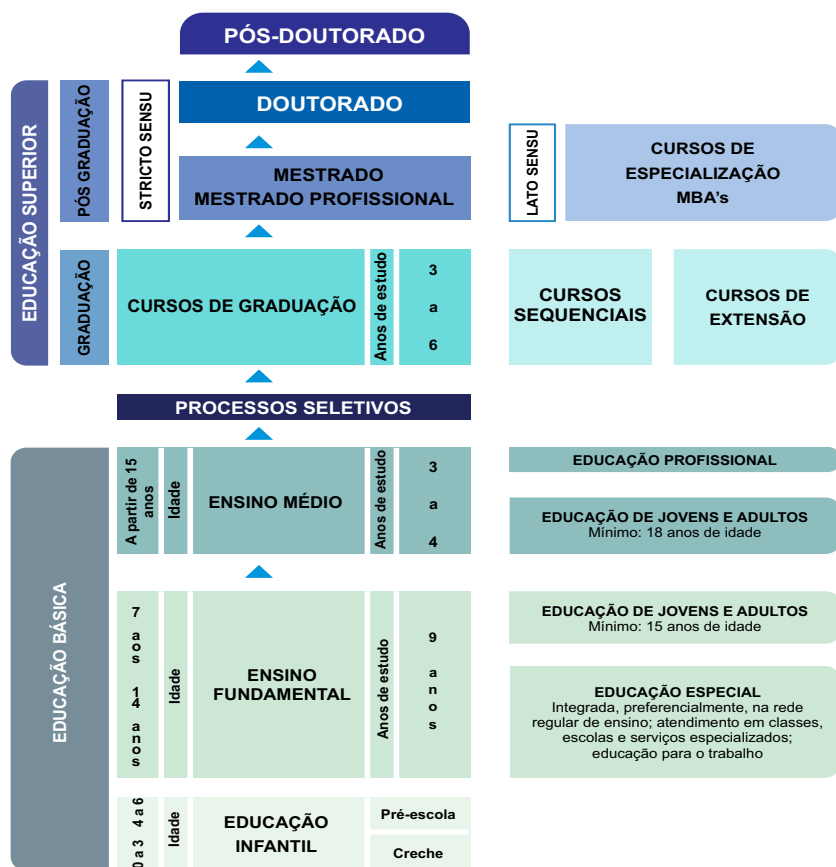 PÓS-DOUTORADO
EDUCAÇÃO SUPERIOR
PÓS GRADUAÇÃO
STRICTO SENSU
DOUTORADO
MESTRADO
MESTRADO PROFISSIONAL
LATO SENSU
CURSOS DE
ESPECIALIZAÇÃO
MBA's
GRADUAÇÃO
CURSOS DE GRADUAÇÃO
Anos de estudo
3
a
6
CURSOS
SEQUENCIAIS
CURSOS DE
EXTENSÃO
PROCESSOS SELETIVOS
EDUCAÇÃO BÁSICA
A partir de 15
anos
Idade
ENSINO MÉDIO
Anos de estudo
3
a
4
EDUCAÇÃO PROFISSIONAL
EDUCAÇÃO DE JOVENS E ADULTOS
Mínimo: 18 anos de idade
7
aos
14
anos
Idade
ENSINO
FUNDAMENTAL
Anos de estudo
9
anos
EDUCAÇÃO DE JOVENS E ADULTOS
Mínimo: 15 anos de idade
EDUCAÇÃO ESPECIAL
Integrada, preferencialmente, na rede
regular de ensino; atendimento em classes,
escolas e serviços especializados;
educação para o trabalho
0 a 3 4 a 6
Idade
EDUCAÇÃO
INFANTIL
Pré-escola
Creche